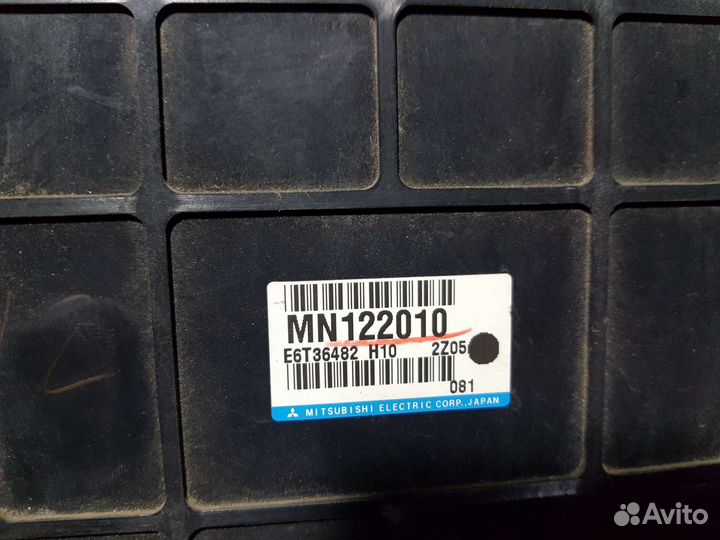 MN122010
E6T36482 H10 2Z05
081
MITSUBISHI ELECTRIC CORP.,JAPAN
Avito